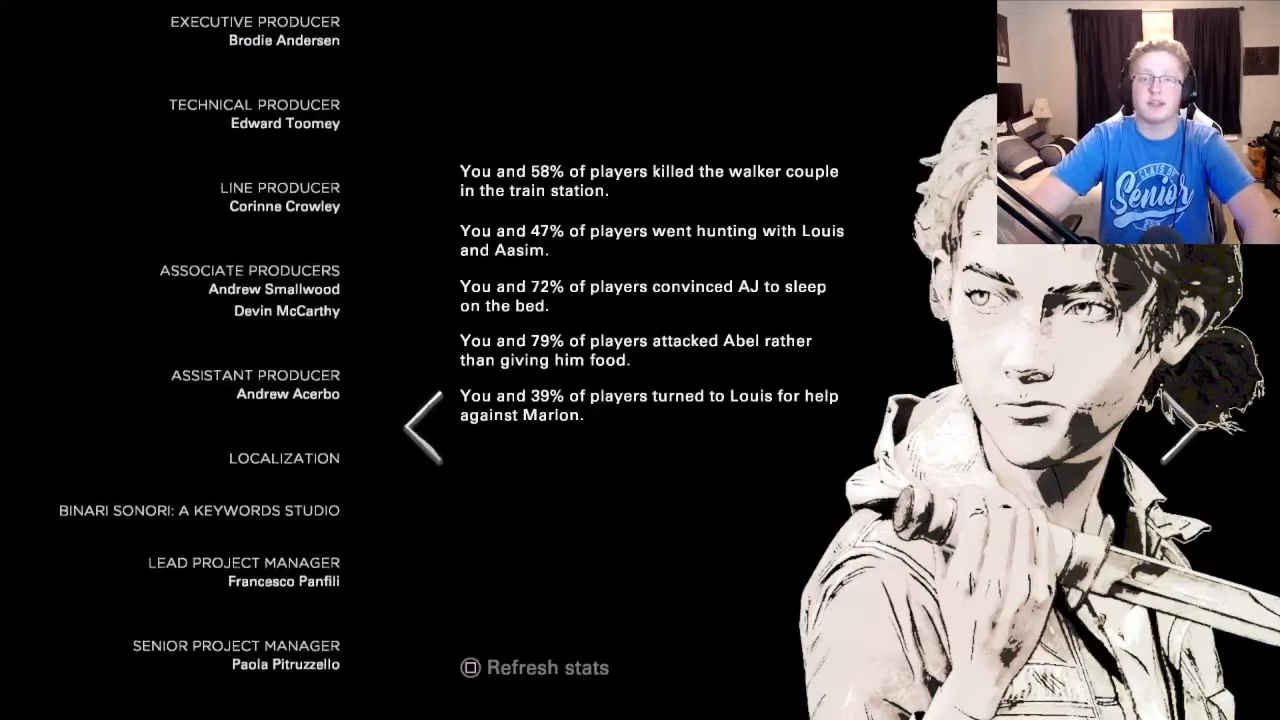 EXECUTIVE PRODUCER
Brodie Andersen
TECHNICAL PRODUCER
Edward Toomey
LINE PRODUCER
Corinne Crowley
ASSOCIATE PRODUCERS
Andrew Smallwood
Devin McCarthy
ASSISTANT PRODUCER
Andrew Acerbo
LOCALIZATION
BINARI SONORI: A KEYWORDS STUDIO
LEAD PROJECT MANAGER
Francesco Panfili
SENIOR PROJECT MANAGER
Paola Pitruzzello
You and 58% of players killed the walker couple
in the train station.
You and 47% of players went hunting with Louis
and Aasim.
You and 72% of players convinced AJ to sleep
on the bed.
You and 79% of players attacked Abel rather
than giving him food.
You and 39% of players turned to Louis for help
against Marlon.
Refresh stats
Senior